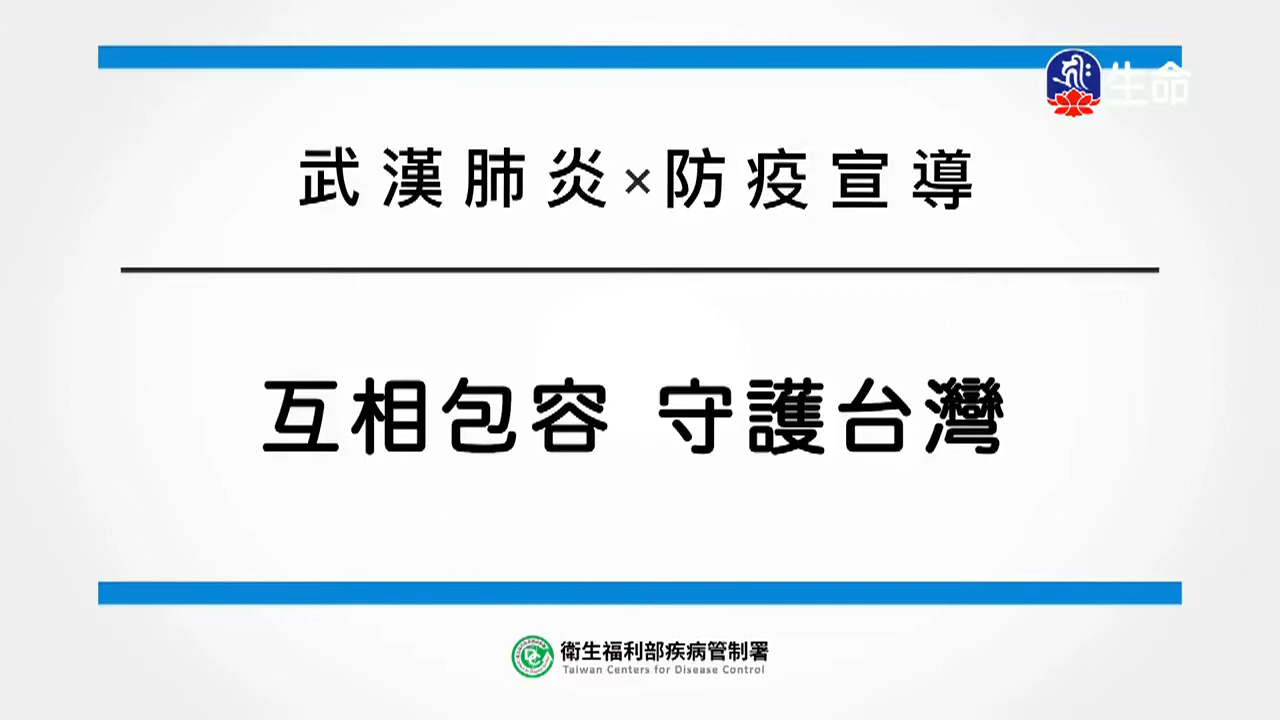 生命
武漢肺炎×防疫宣導
互相包容 守護台灣
衛生福利部疾病管制署
Taiwan Centers for Disease Control